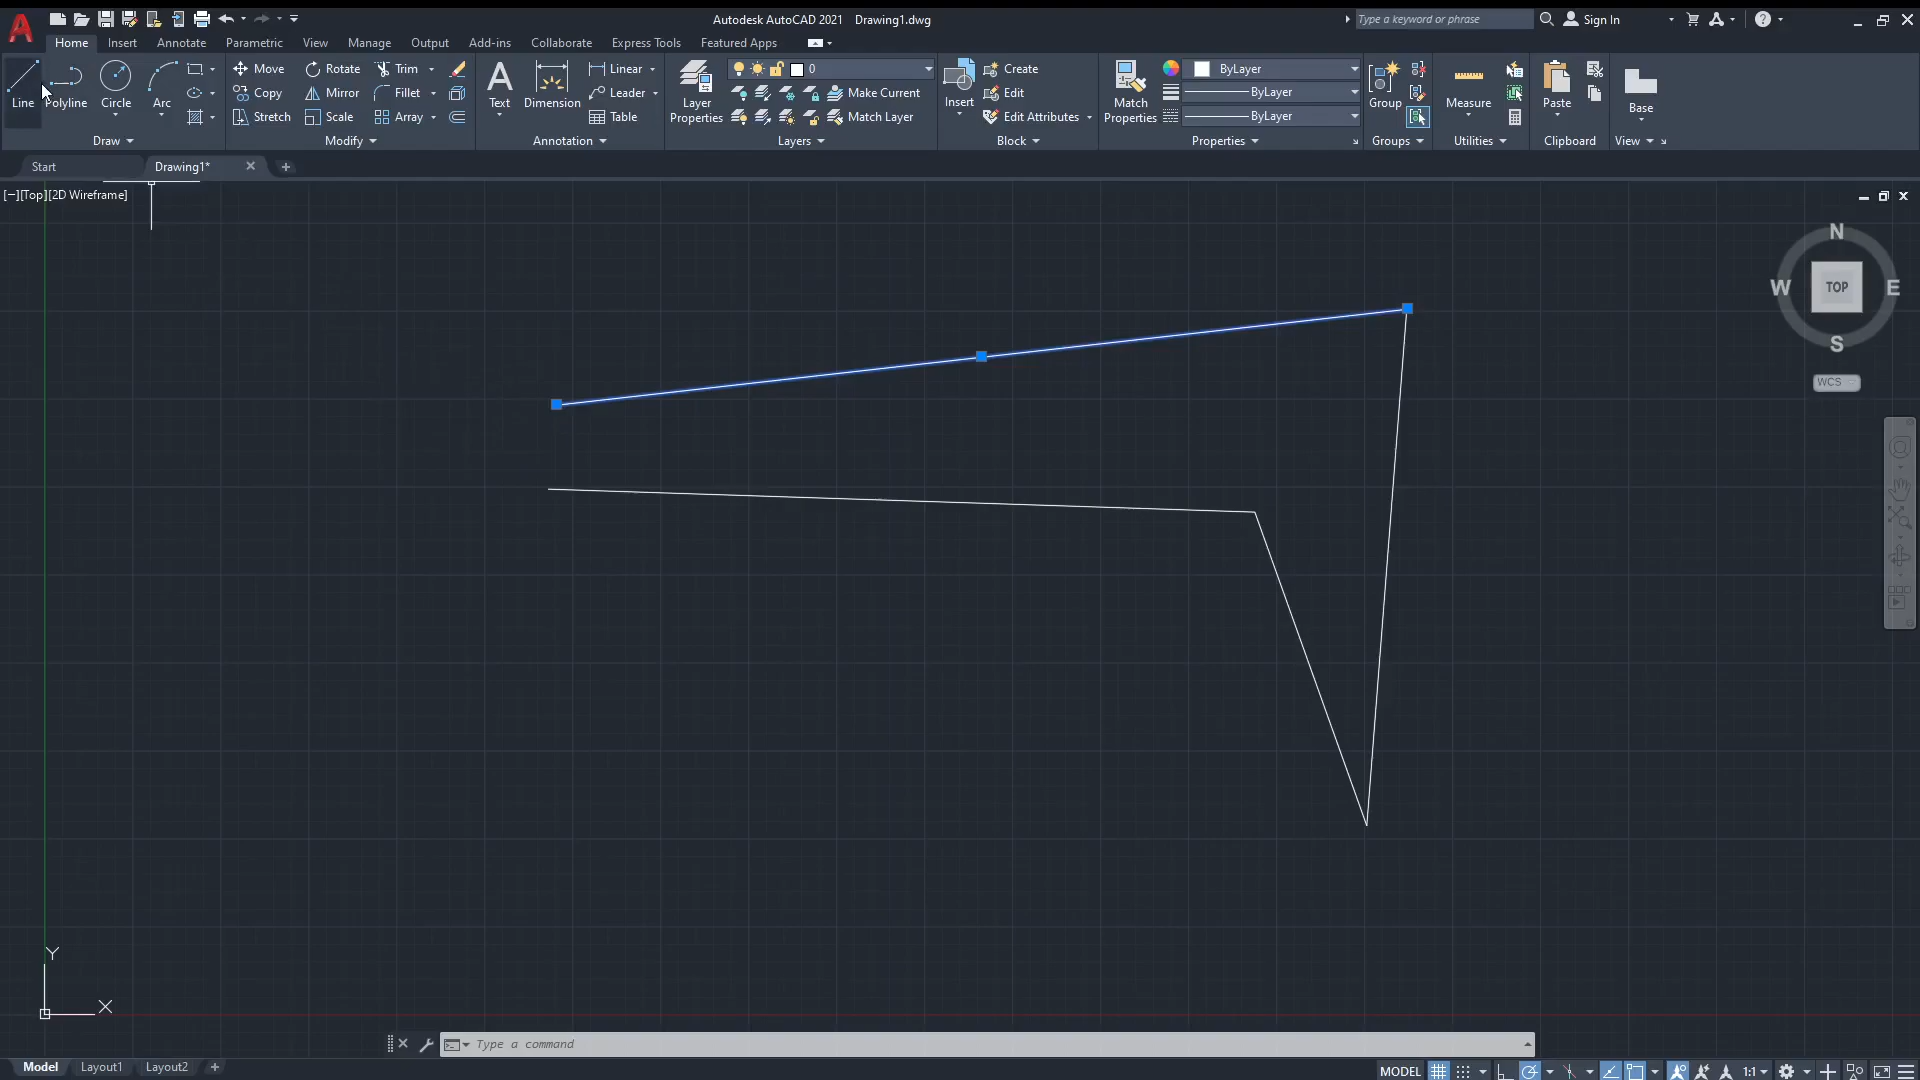 Autodesk AutoCAD 2021 Drawing1.dwg
Type a keyword or phrase
Sign In
Home Insert Annotate Parametric View Manage Output Add-ins Collaborate Express Tools Featured Apps
Line Polyline Circle Arc
Draw
Move Rotate Trim
Copy Mirror Fillet
Stretch Scale Array
Modify
Text Dimension
Linear
Leader
Table
Annotation
Layer Properties
0
Make Current
Match Layer
Layers
Insert
Create
Edit
Edit Attributes
Block
Match Properties
ByLayer
ByLayer
ByLayer
Properties
Group
Groups
Measure
Utilities
Paste
Clipboard
Base
View
Start Drawing1*
[−][Top][2D Wireframe]
N
W TOP E
S
WCS
Y
X
Type a command
Model Layout1 Layout2
MODEL 1:1